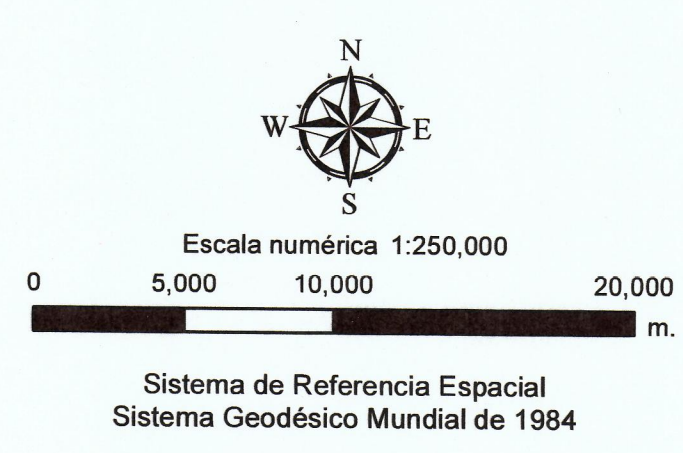 N
W E
S
Escala numérica 1:250,000
0 5,000 10,000 20,000
m.
Sistema de Referencia Espacial
Sistema Geodésico Mundial de 1984